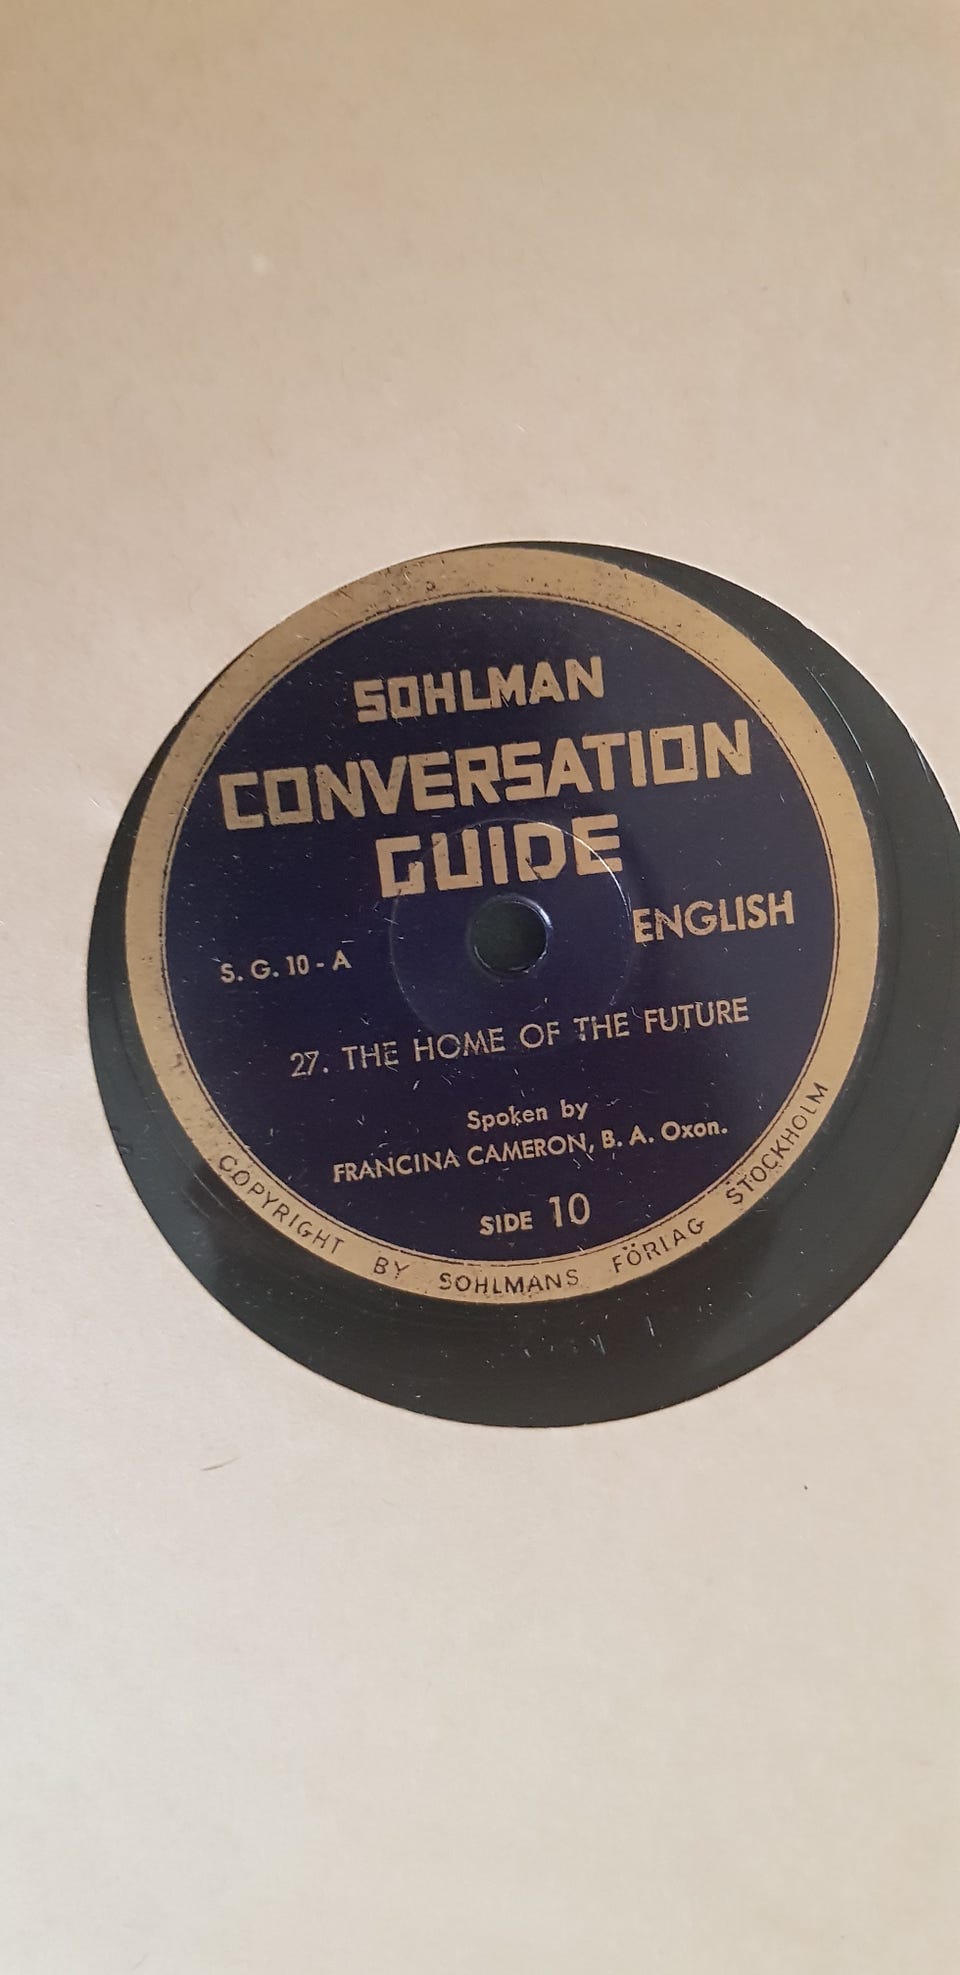 SOHLMAN
CONVERSATION
GUIDE
ENGLISH
S. G. 10 - A
27. THE HOME OF THE FUTURE
Spoken by
FRANCINA CAMERON, B. A. Oxon.
SIDE 10
COPYRIGHT BY SOHLMANS FÖRLAG STOCKHOLM